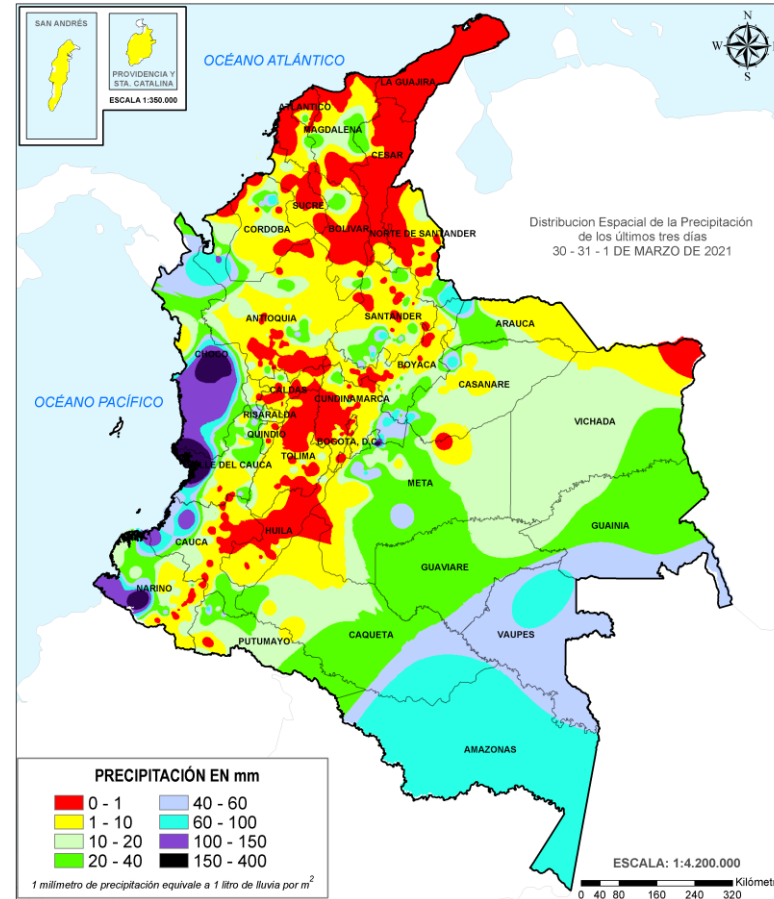 SAN ANDRÉS
PROVIDENCIA Y
STA. CATALINA
ESCALA 1:350.000
OCÉANO ATLÁNTICO
N
W
E
S
LA GUAJIRA
ATLANTICO
MAGDALENA
CESAR
SUCRE
CORDOBA
BOLIVAR
NORTE DE SANTANDER
Distribucion Espacial de la Precipitación
de los últimos tres días
30 - 31 - 1 DE MARZO DE 2021
ANTIOQUIA
SANTANDER
ARAUCA
CHOCO
BOYACA
CASANARE
OCÉANO PACÍFICO
CALDAS
CUNDINAMARCA
RISARALDA
VICHADA
QUINDIO
BOGOTA, D.C.
TOLIMA
LLE DEL CAUCA
META
GUAINIA
HUILA
CAUCA
GUAVIARE
NARINO
VAUPES
CAQUETA
PUTUMAYO
AMAZONAS
PRECIPITACIÓN EN mm
0 - 1
1 - 10
10 - 20
20 - 40
40 - 60
60 - 100
100 - 150
150 - 400
1 milímetro de precipitación equivale a 1 litro de lluvia por m²
ESCALA: 1:4.200.000
Kilómet
0 40 80 160 240 320